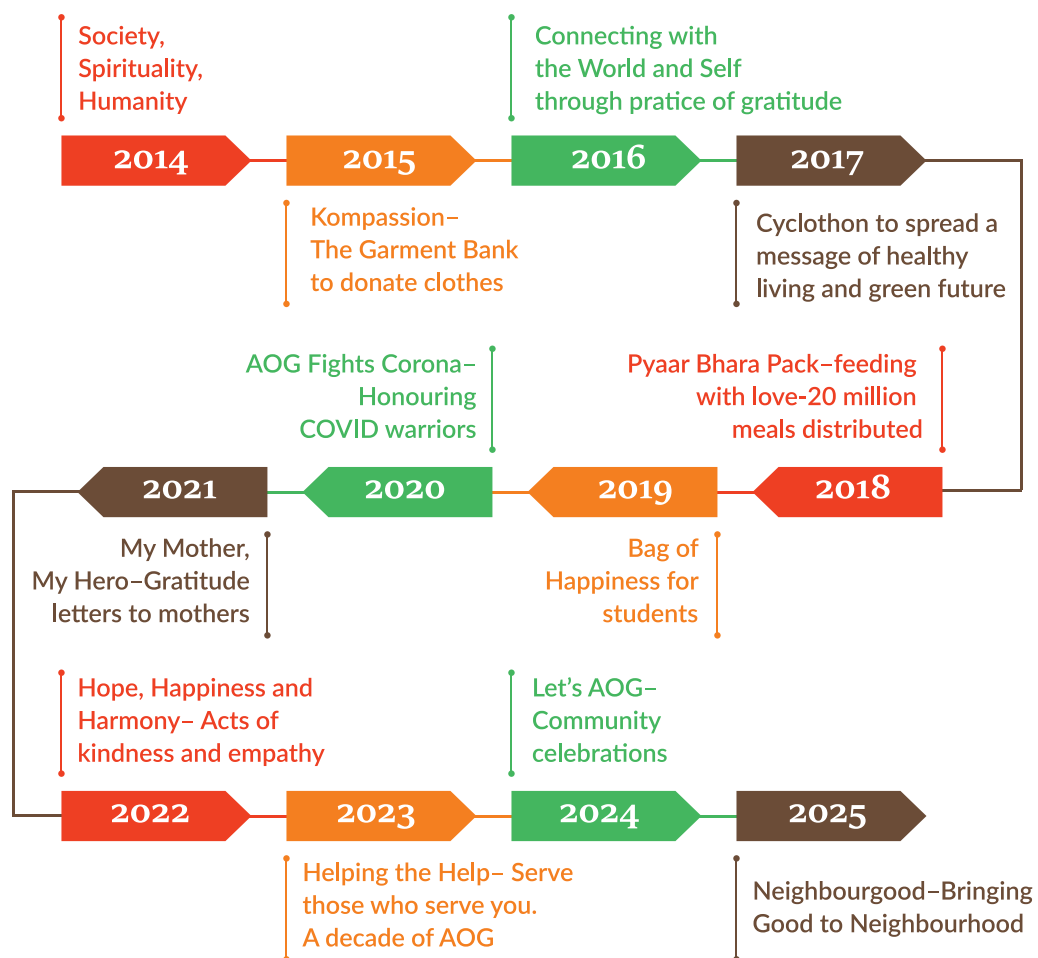 Society,
Spirituality,
Humanity
2014
Kompassion–
The Garment Bank
to donate clothes
2015
Connecting with
the World and Self
through pratice of gratitude
2016
2017
Cyclothon to spread a
message of healthy
living and green future
Pyaar Bhara Pack–feeding
with love-20 million
meals distributed
2018
2019
Bag of
Happiness for
students
AOG Fights Corona–
Honouring
COVID warriors
2020
2021
My Mother,
My Hero–Gratitude
letters to mothers
Hope, Happiness and
Harmony– Acts of
kindness and empathy
2022
2023
Helping the Help– Serve
those who serve you.
A decade of AOG
Let's AOG–
Community
celebrations
2024
2025
Neighbourgood–Bringing
Good to Neighbourhood